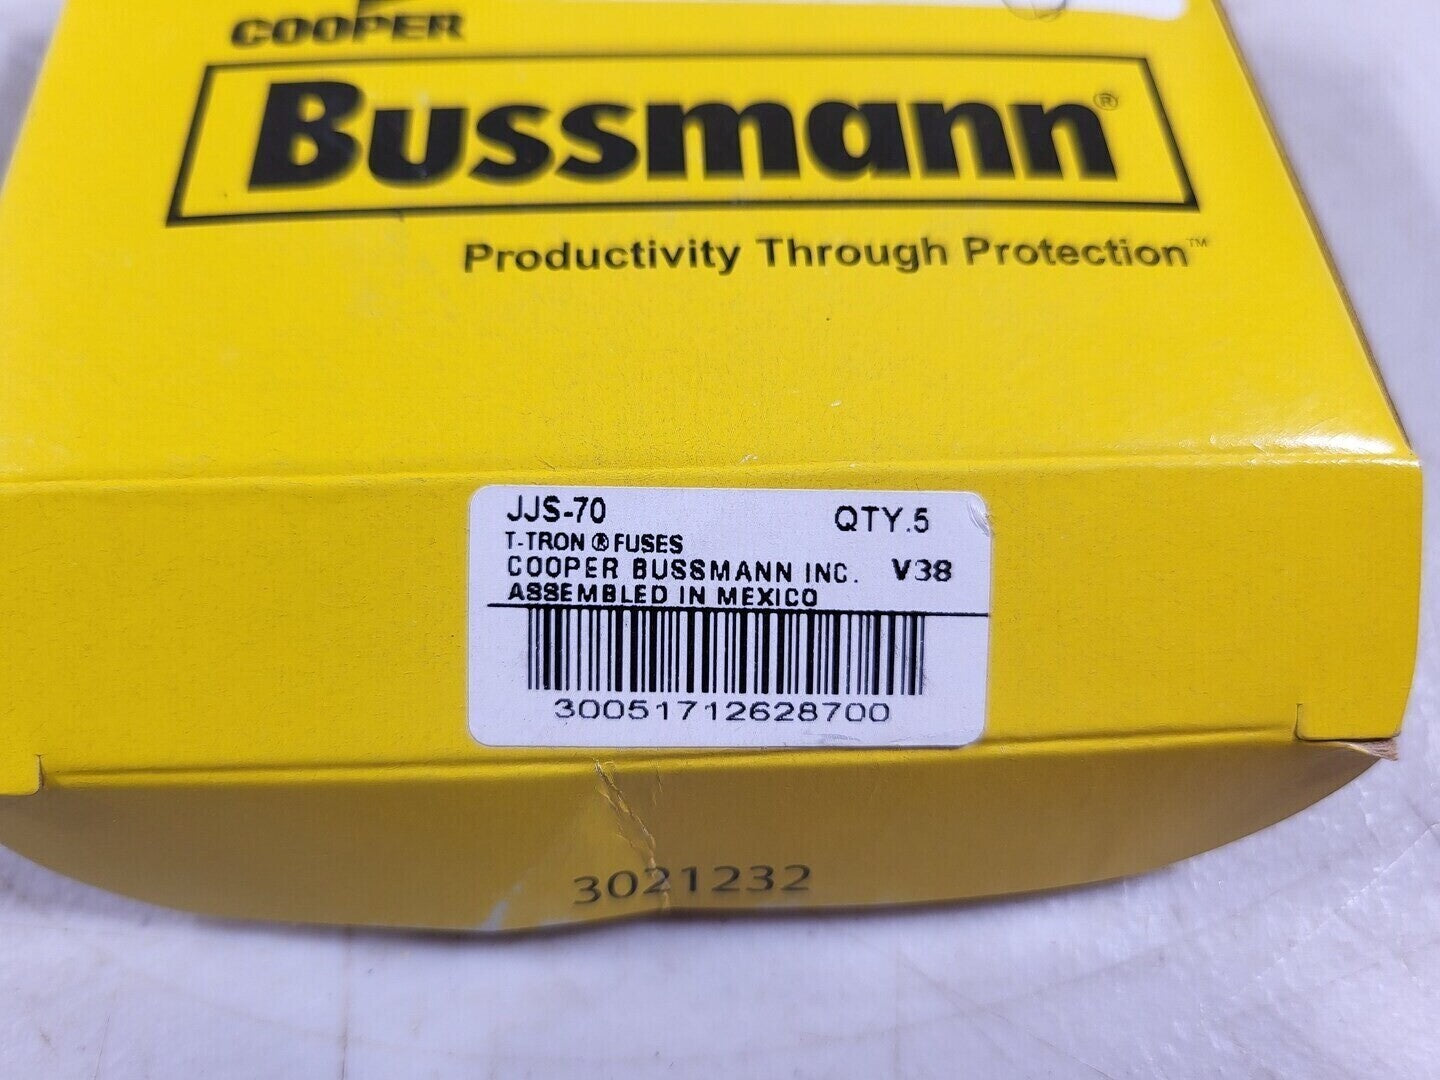 COOPER
Bussmann®
Productivity Through Protection™
JJS-70 QTY.5
T-TRON ® FUSES
COOPER BUSSMANN INC. V38
ASSEMBLED IN MEXICO
30051712628700
3021232